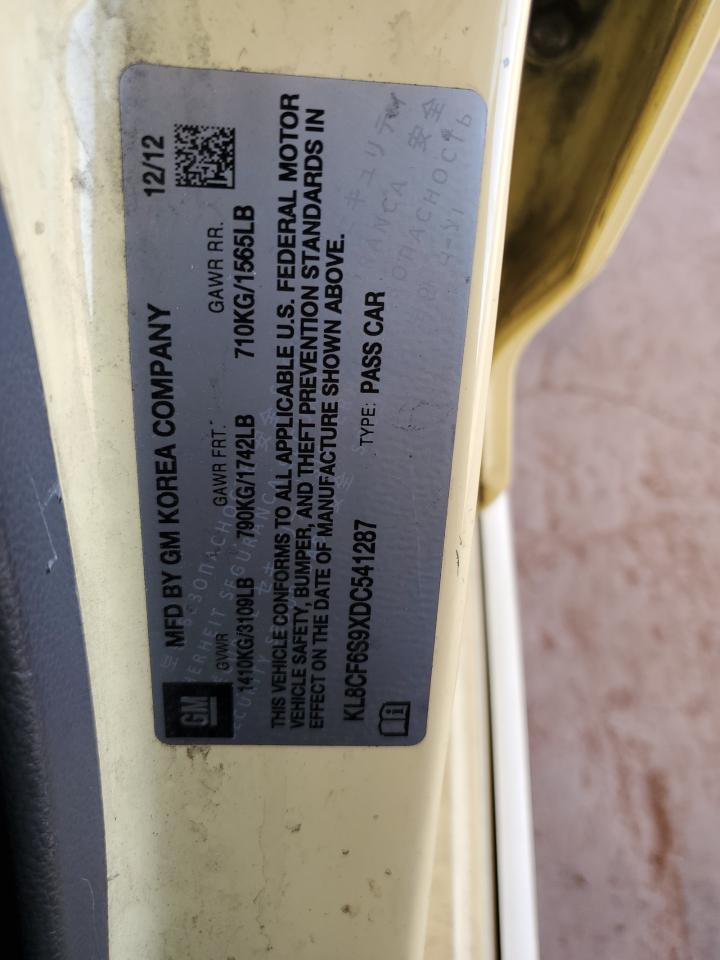 GM
MFD BY GM KOREA COMPANY 12/12
GVWR GAWR FRT. GAWR RR.
1410KG/3109LB 790KG/1742LB 710KG/1565LB
THIS VEHICLE CONFORMS TO ALL APPLICABLE U.S. FEDERAL MOTOR
VEHICLE SAFETY, BUMPER, AND THEFT PREVENTION STANDARDS IN
EFFECT ON THE DATE OF MANUFACTURE SHOWN ABOVE.
KL8CF6S9XDC541287 TYPE: PASS CAR